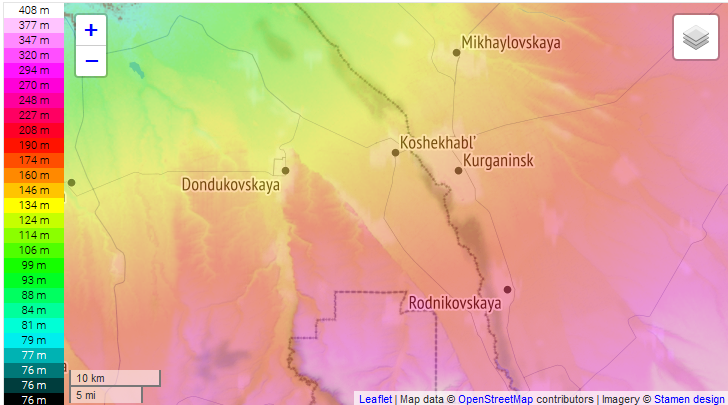 408 m
377 m
347 m
320 m
294 m
270 m
248 m
227 m
208 m
190 m
174 m
160 m
146 m
134 m
124 m
114 m
106 m
99 m
93 m
88 m
84 m
81 m
79 m
77 m
76 m
76 m
76 m
+
−
Mikhaylovskaya
Koshekhabl'
Kurganinsk
Dondukovskaya
Rodnikovskaya
a
10 km
5 mi
Leaflet | Map data © OpenStreetMap contributors | Imagery © Stamen design